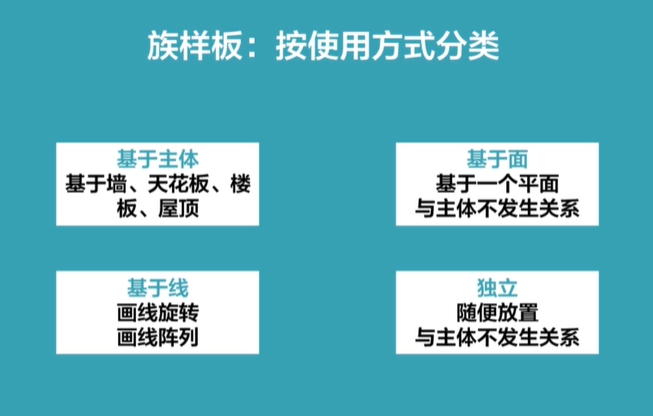 族样板：按使用方式分类
基于主体
基于墙、天花板、楼
板、屋顶
基于面
基于一个平面
与主体不发生关系
基于线
画线旋转
画线阵列
独立
随便放置
与主体不发生关系